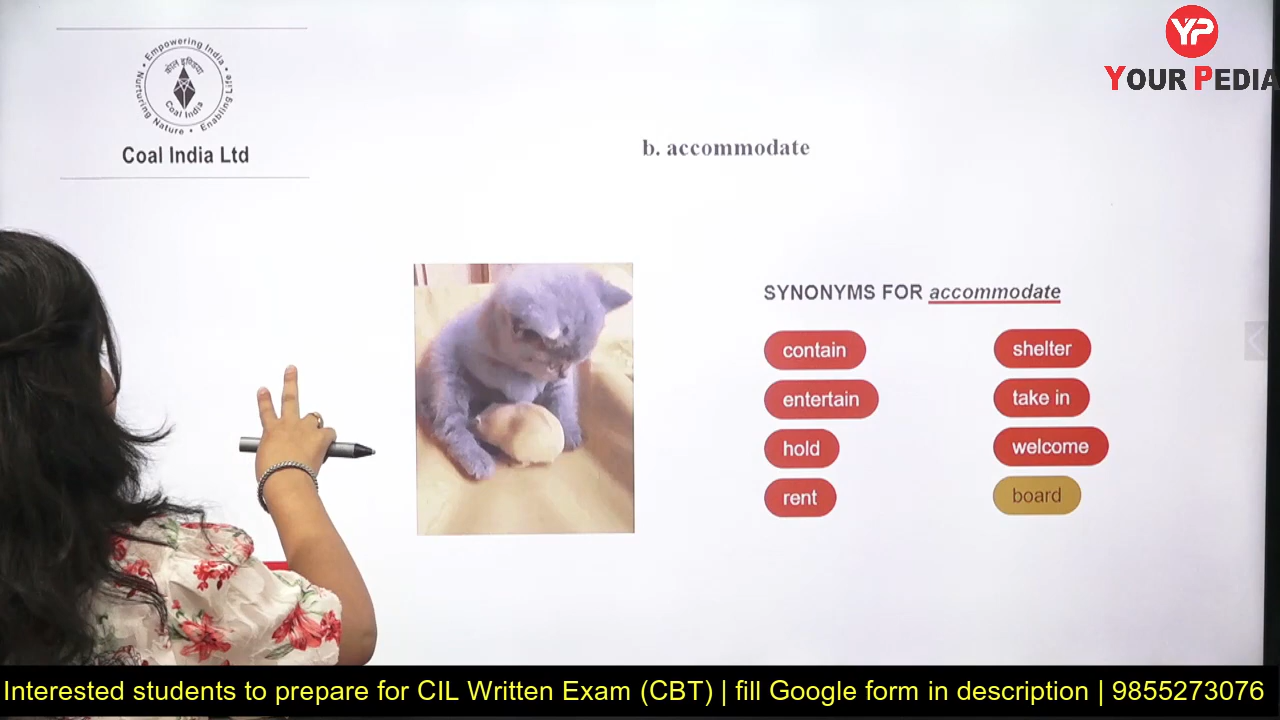 • Empowering India •
Nurturing Nature • Enabling Life
कोल इण्डिया
Coal India
Coal India Ltd
YP
YOUR PEDIA
b. accommodate
SYNONYMS FOR accommodate
contain
shelter
entertain
take in
hold
welcome
rent
board
Interested students to prepare for CIL Written Exam (CBT) | fill Google form in description | 9855273076